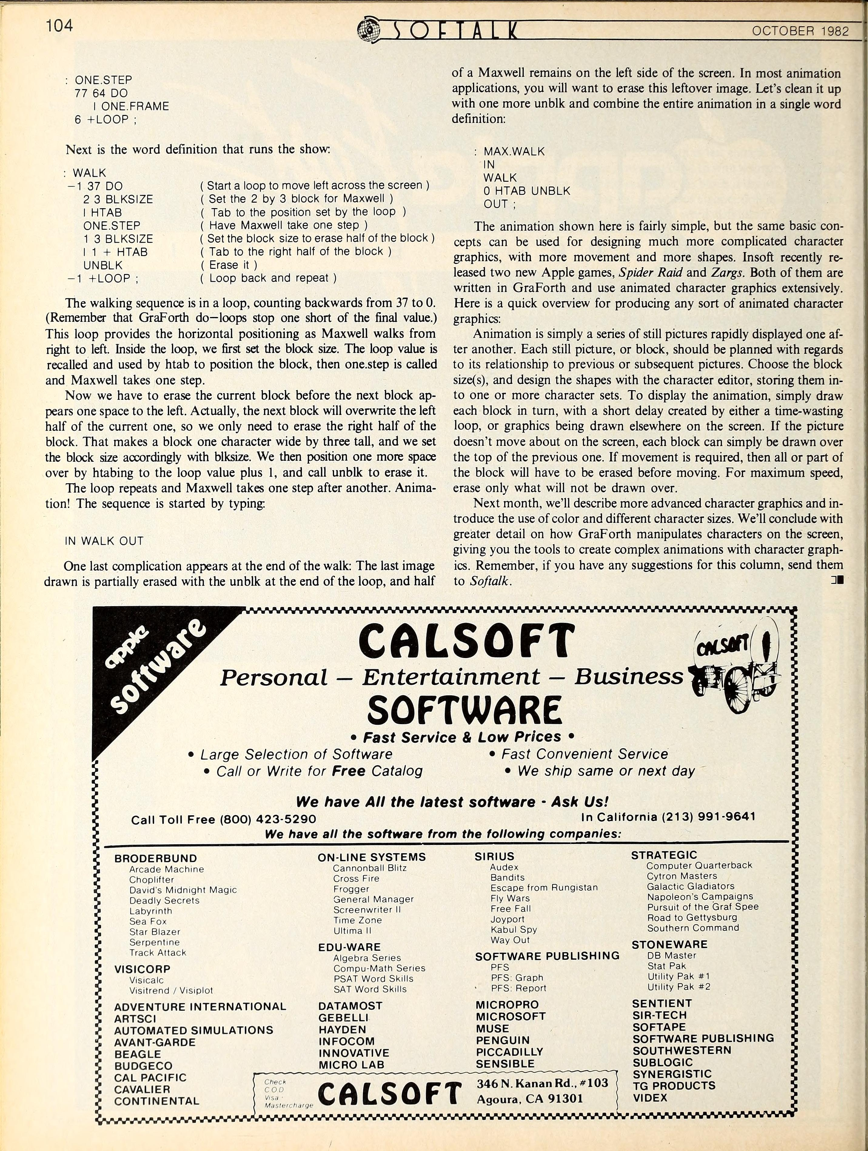 104
SOFTALK
OCTOBER 1982
: ONE.STEP
77 64 DO
I ONE.FRAME
6 +LOOP ;
Next is the word definition that runs the show:
: WALK
−1 37 DO ( Start a loop to move left across the screen )
2 3 BLKSIZE ( Set the 2 by 3 block for Maxwell )
I HTAB ( Tab to the position set by the loop )
ONE.STEP ( Have Maxwell take one step )
1 3 BLKSIZE ( Set the block size to erase half of the block )
I 1 + HTAB ( Tab to the right half of the block )
UNBLK ( Erase it )
−1 +LOOP ; ( Loop back and repeat )
The walking sequence is in a loop, counting backwards from 37 to 0.
(Remember that GraForth do−loops stop one short of the final value.)
This loop provides the horizontal positioning as Maxwell walks from
right to left. Inside the loop, we first set the block size. The loop value is
recalled and used by htab to position the block, then one.step is called
and Maxwell takes one step.
Now we have to erase the current block before the next block ap-
pears one space to the left. Actually, the next block will overwrite the left
half of the current one, so we only need to erase the right half of the
block. That makes a block one character wide by three tall, and we set
the block size accordingly with blksize. We then position one more space
over by htabing to the loop value plus 1, and call unblk to erase it.
The loop repeats and Maxwell takes one step after another. Anima-
tion! The sequence is started by typing:
IN WALK OUT
One last complication appears at the end of the walk: The last image
drawn is partially erased with the unblk at the end of the loop, and half
of a Maxwell remains on the left side of the screen. In most animation
applications, you will want to erase this leftover image. Let's clean it up
with one more unblk and combine the entire animation in a single word
definition:
: MAX.WALK
IN
WALK
0 HTAB UNBLK
OUT ;
The animation shown here is fairly simple, but the same basic con-
cepts can be used for designing much more complicated character
graphics, with more movement and more shapes. Insoft recently re-
leased two new Apple games, Spider Raid and Zargs. Both of them are
written in GraForth and use animated character graphics extensively.
Here is a quick overview for producing any sort of animated character
graphics:
Animation is simply a series of still pictures rapidly displayed one af-
ter another. Each still picture, or block, should be planned with regards
to its relationship to previous or subsequent pictures. Choose the block
size(s), and design the shapes with the character editor, storing them in-
to one or more character sets. To display the animation, simply draw
each block in turn, with a short delay created by either a time-wasting
loop, or graphics being drawn elsewhere on the screen. If the picture
doesn't move about on the screen, each block can simply be drawn over
the top of the previous one. If movement is required, then all or part of
the block will have to be erased before moving. For maximum speed,
erase only what will not be drawn over.
Next month, we'll describe more advanced character graphics and in-
troduce the use of color and different character sizes. We'll conclude with
greater detail on how GraForth manipulates characters on the screen,
giving you the tools to create complex animations with character graph-
ics. Remember, if you have any suggestions for this column, send them
to Softalk.
apple
software
CALSOFT
CALSOFT
Personal — Entertainment — Business
SOFTWARE
• Fast Service & Low Prices •
• Large Selection of Software • Fast Convenient Service
• Call or Write for Free Catalog • We ship same or next day
We have All the latest software - Ask Us!
Call Toll Free (800) 423-5290 In California (213) 991-9641
We have all the software from the following companies:
BRODERBUND
Arcade Machine
Choplifter
David's Midnight Magic
Deadly Secrets
Labyrinth
Sea Fox
Star Blazer
Serpentine
Track Attack
VISICORP
Visicalc
Visitrend / Visiplot
ADVENTURE INTERNATIONAL
ARTSCI
AUTOMATED SIMULATIONS
AVANT-GARDE
BEAGLE
BUDGECO
CAL PACIFIC
CAVALIER
CONTINENTAL
ON-LINE SYSTEMS
Cannonball Blitz
Cross Fire
Frogger
General Manager
Screenwriter II
Time Zone
Ultima II
EDU-WARE
Algebra Series
Compu-Math Series
PSAT Word Skills
SAT Word Skills
DATAMOST
GEBELLI
HAYDEN
INFOCOM
INNOVATIVE
MICRO LAB
SIRIUS
Audex
Bandits
Escape from Rungistan
Fly Wars
Free Fall
Joyport
Kabul Spy
Way Out
SOFTWARE PUBLISHING
PFS
PFS: Graph
PFS: Report
MICROPRO
MICROSOFT
MUSE
PENGUIN
PICCADILLY
SENSIBLE
STRATEGIC
Computer Quarterback
Cytron Masters
Galactic Gladiators
Napoleon's Campaigns
Pursuit of the Graf Spee
Road to Gettysburg
Southern Command
STONEWARE
DB Master
Stat Pak
Utility Pak #1
Utility Pak #2
SENTIENT
SIR-TECH
SOFTAPE
SOFTWARE PUBLISHING
SOUTHWESTERN
SUBLOGIC
SYNERGISTIC
TG PRODUCTS
VIDEX
Check
C.O.D.
Visa
Mastercharge
CALSOFT
346 N. Kanan Rd., #103
Agoura, CA 91301